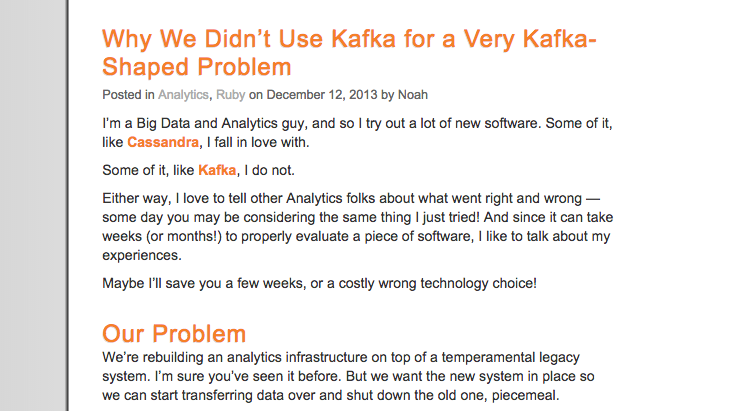 Why We Didn’t Use Kafka for a Very Kafka-
Shaped Problem
Posted in Analytics, Ruby on December 12, 2013 by Noah
I’m a Big Data and Analytics guy, and so I try out a lot of new software. Some of it,
like Cassandra, I fall in love with.
Some of it, like Kafka, I do not.
Either way, I love to tell other Analytics folks about what went right and wrong —
some day you may be considering the same thing I just tried! And since it can take
weeks (or months!) to properly evaluate a piece of software, I like to talk about my
experiences.
Maybe I’ll save you a few weeks, or a costly wrong technology choice!
Our Problem
We’re rebuilding an analytics infrastructure on top of a temperamental legacy
system. I’m sure you’ve seen it before. But we want the new system in place so
we can start transferring data over and shut down the old one, piecemeal.